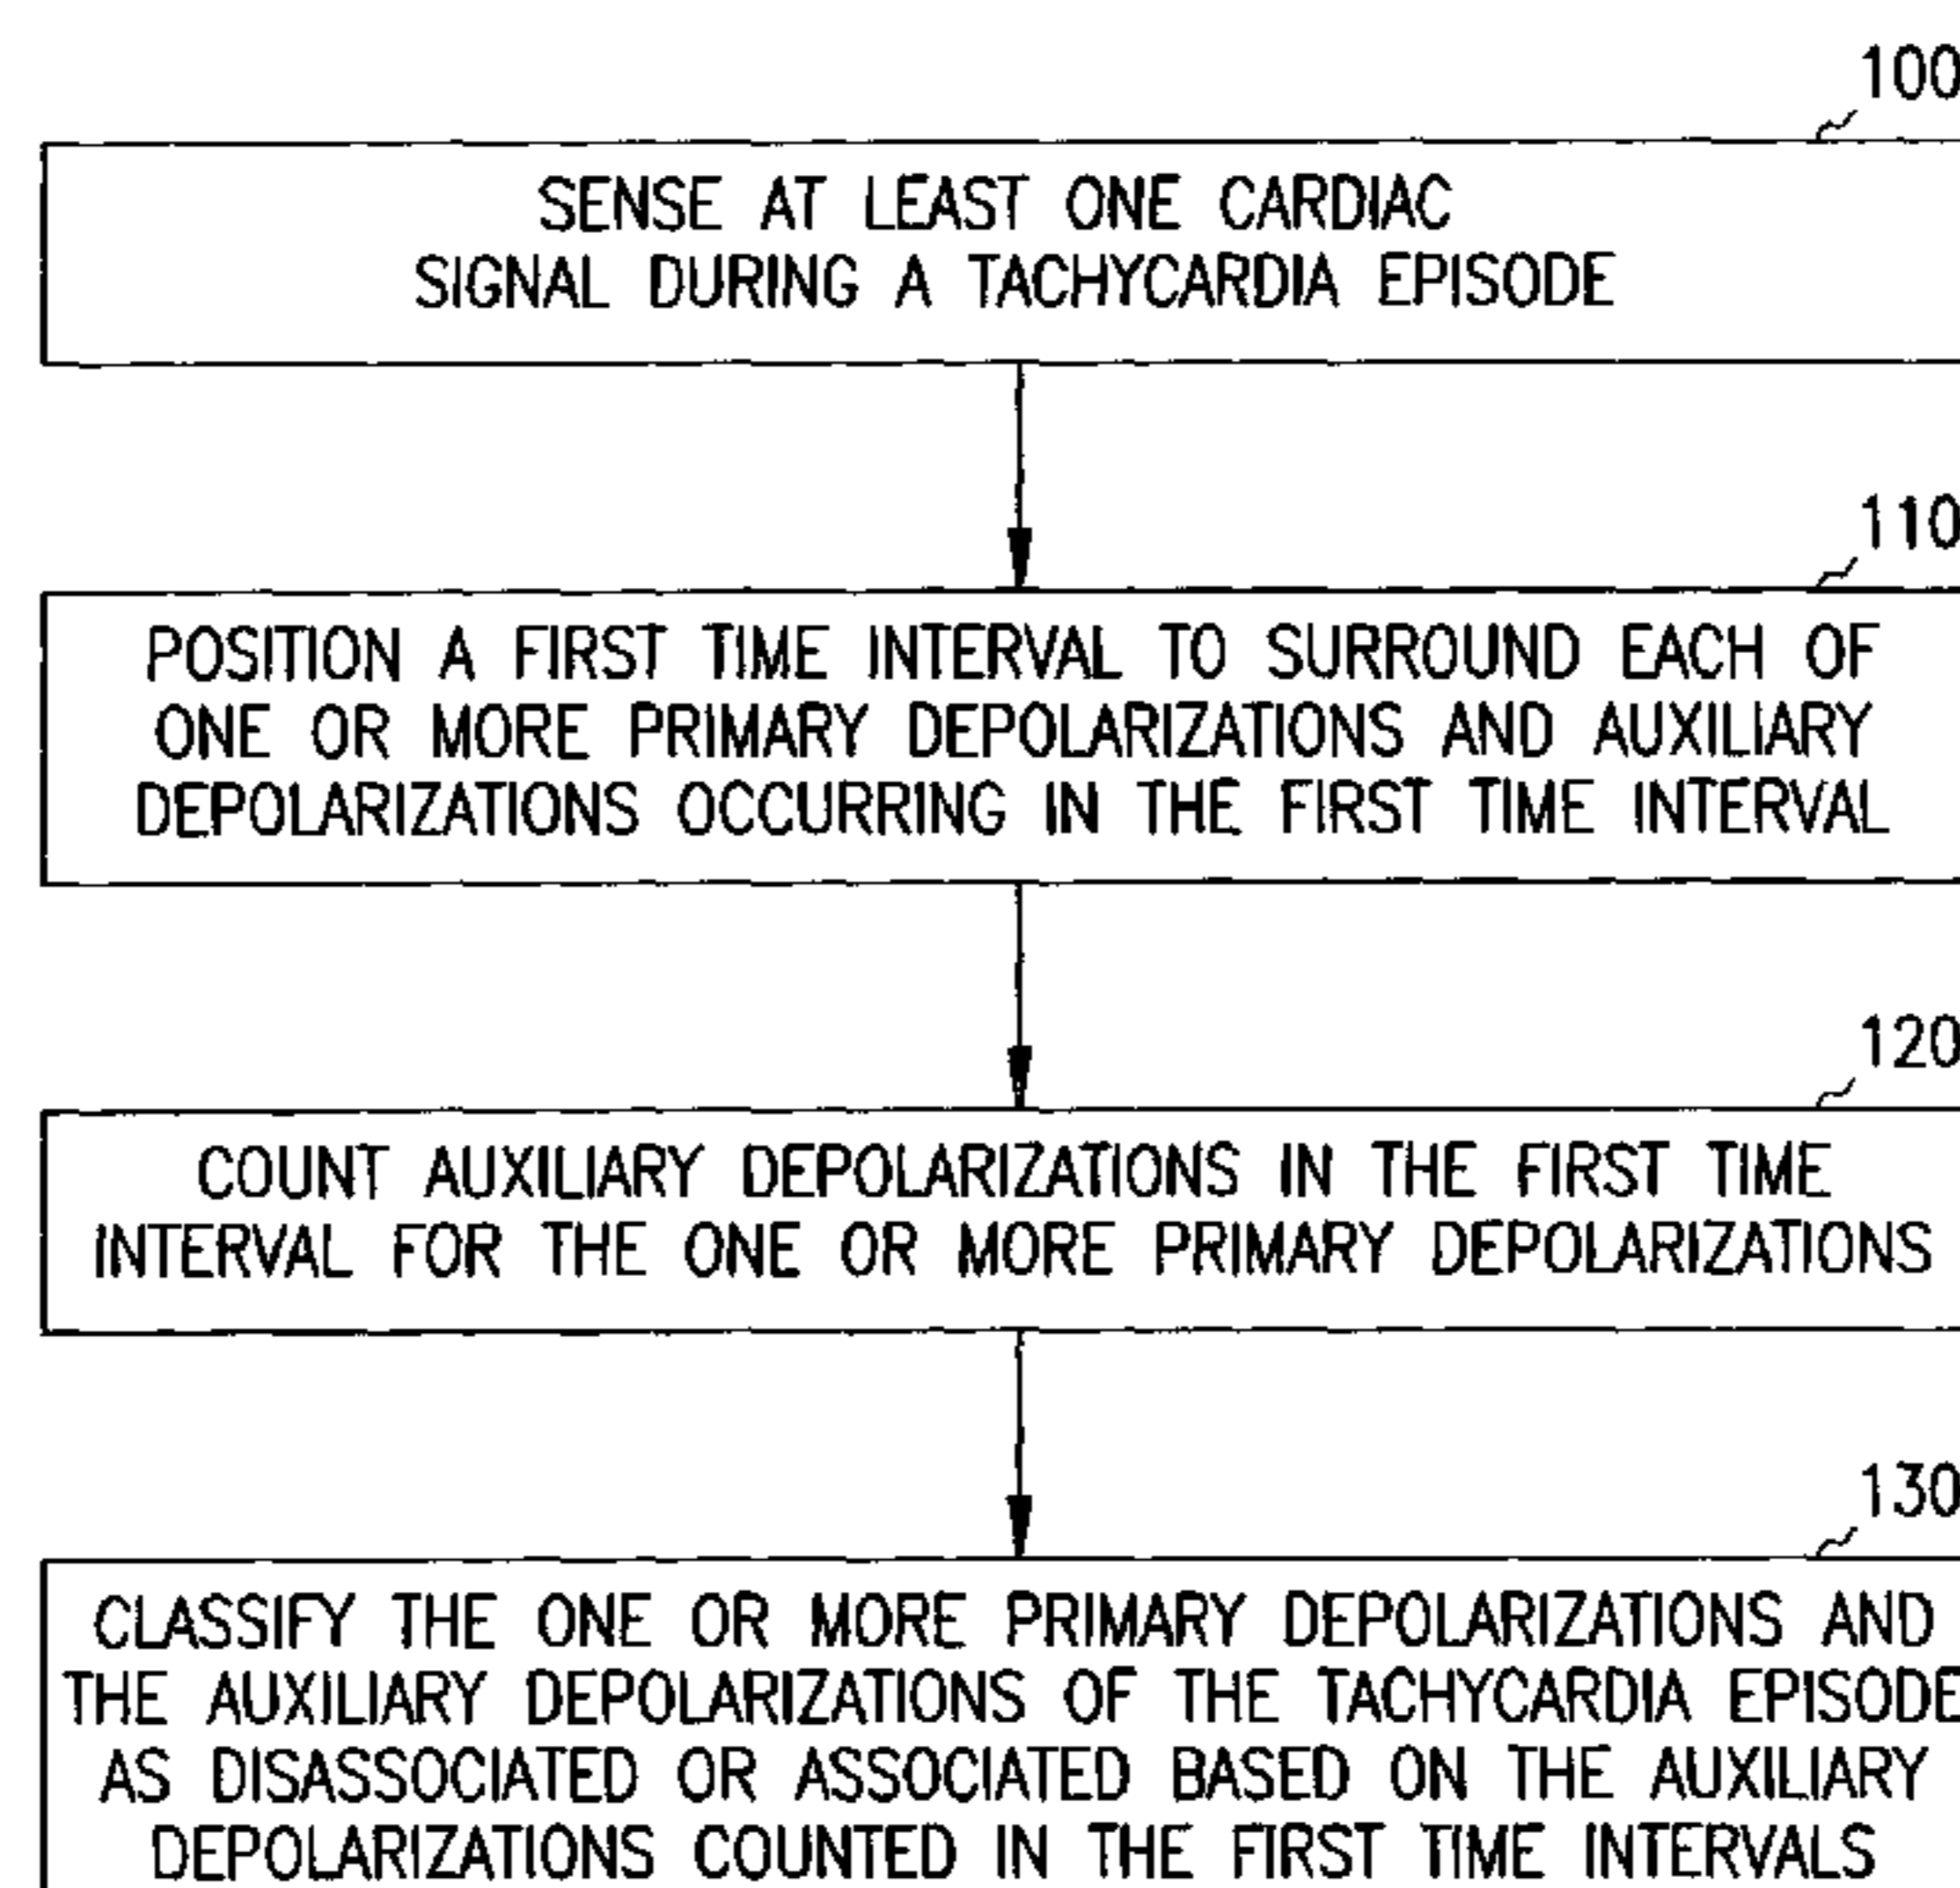 100
SENSE AT LEAST ONE CARDIAC
SIGNAL DURING A TACHYCARDIA EPISODE
110
POSITION A FIRST TIME INTERVAL TO SURROUND EACH OF
ONE OR MORE PRIMARY DEPOLARIZATIONS AND AUXILIARY
DEPOLARIZATIONS OCCURRING IN THE FIRST TIME INTERVAL
120
COUNT AUXILIARY DEPOLARIZATIONS IN THE FIRST TIME
INTERVAL FOR THE ONE OR MORE PRIMARY DEPOLARIZATIONS
130
CLASSIFY THE ONE OR MORE PRIMARY DEPOLARIZATIONS AND
THE AUXILIARY DEPOLARIZATIONS OF THE TACHYCARDIA EPISODE
AS DISASSOCIATED OR ASSOCIATED BASED ON THE AUXILIARY
DEPOLARIZATIONS COUNTED IN THE FIRST TIME INTERVALS